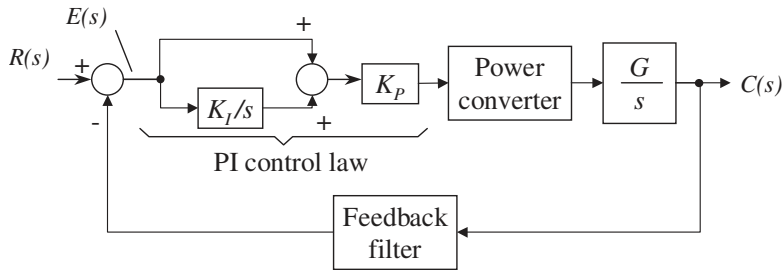 E(s)
R(s)
+
+
K_I/s
+
K_P
Power
converter
G
s
C(s)
-
PI control law
Feedback
filter